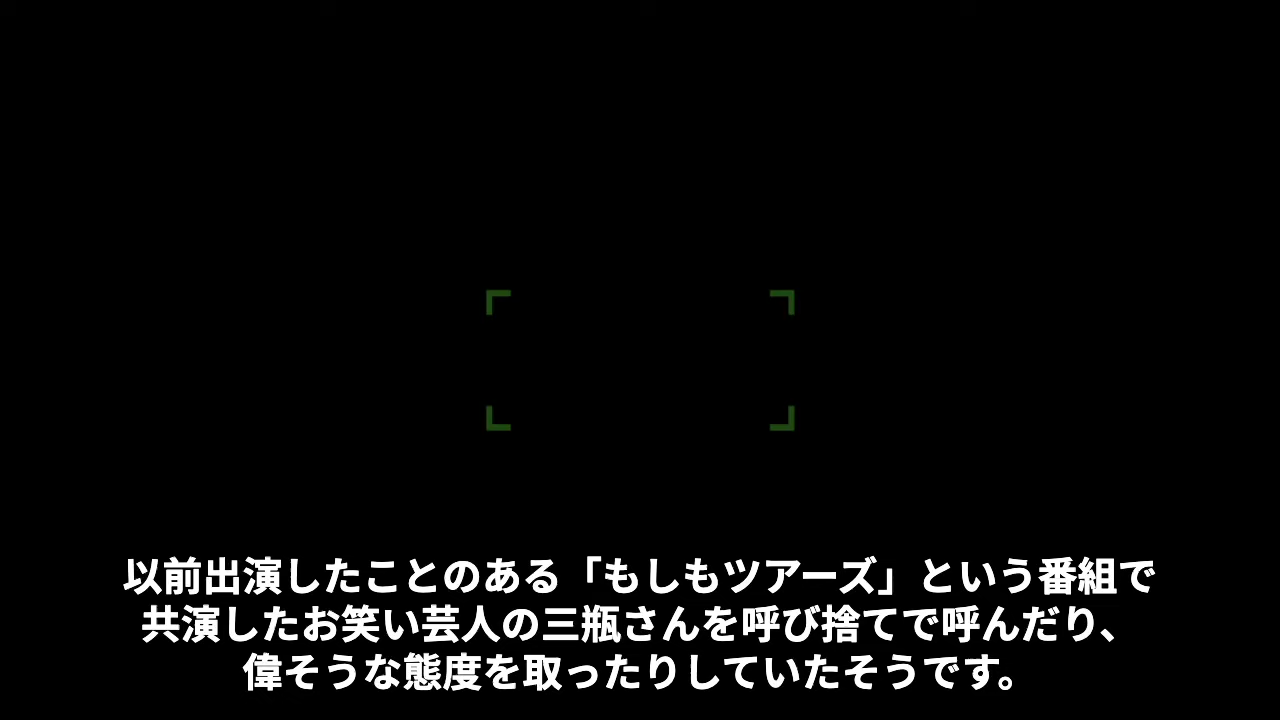 以前出演したことのある「もしもツアーズ」という番組で
共演したお笑い芸人の三瓶さんを呼び捨てで呼んだり、
偉そうな態度を取ったりしていたそうです。